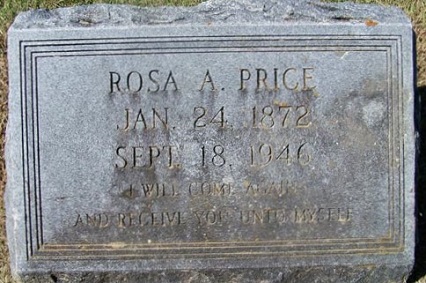 ROSA A. PRICE
JAN. 24, 1872
SEPT. 18, 1946
I WILL COME AGAIN
AND RECEIVE YOU UNTO MYSELF